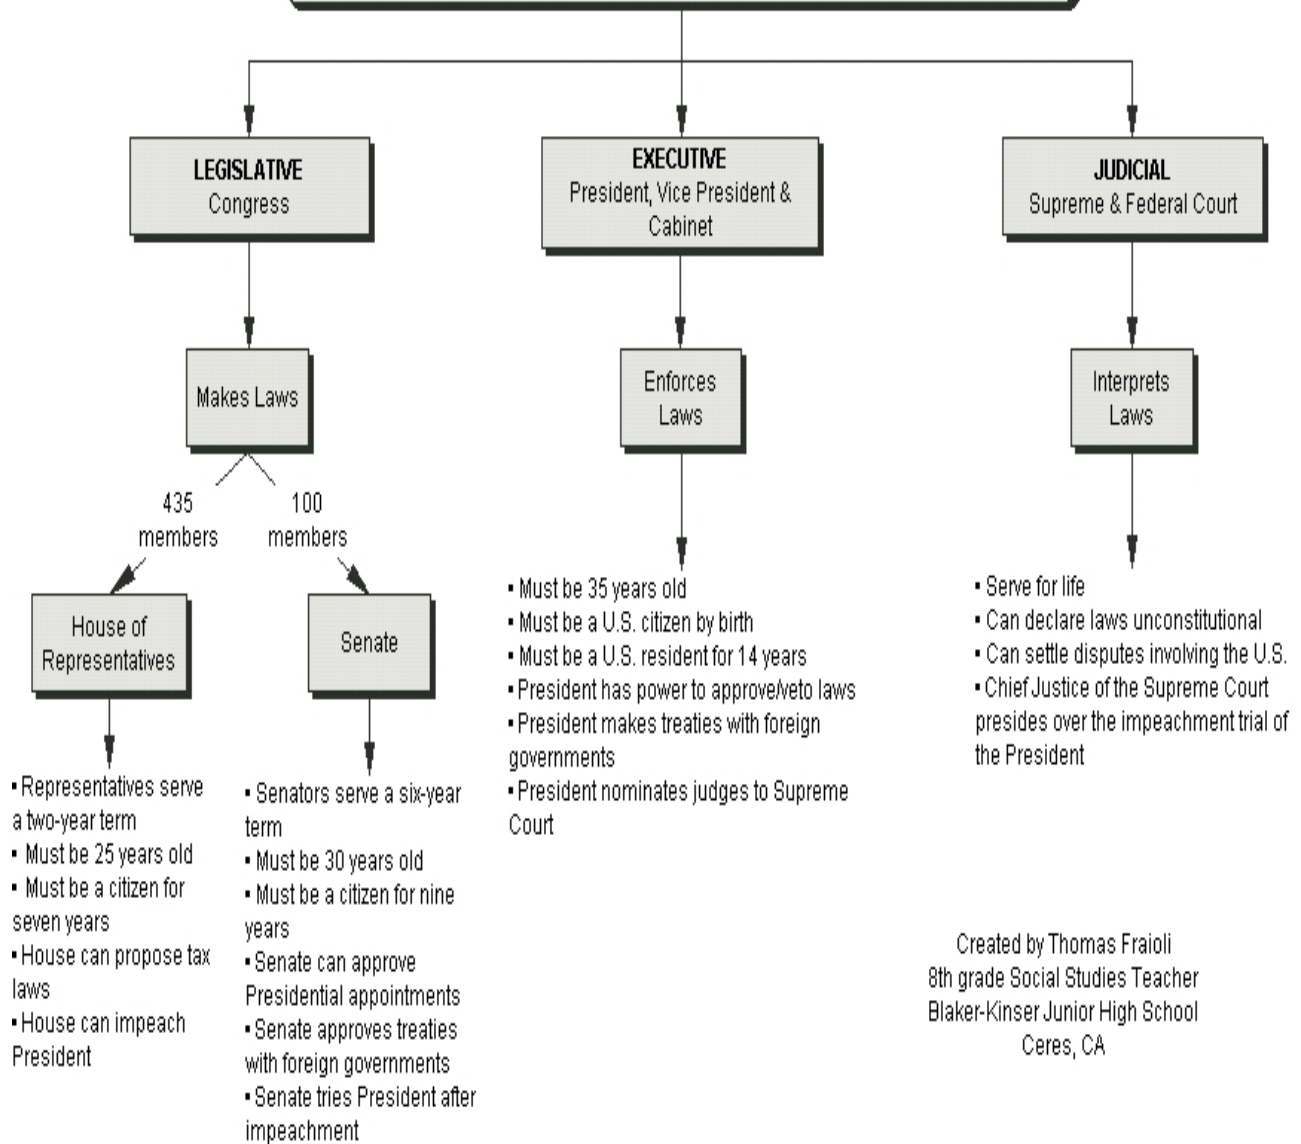 LEGISLATIVE
Congress
EXECUTIVE
President, Vice President &
Cabinet
JUDICIAL
Supreme & Federal Court
Makes Laws
Enforces
Laws
Interprets
Laws
435
members
100
members
House of
Representatives
Senate
▪ Representatives serve
a two-year term
▪ Must be 25 years old
▪ Must be a citizen for
seven years
▪ House can propose tax
laws
▪ House can impeach
President
▪ Senators serve a six-year
term
▪ Must be 30 years old
▪ Must be a citizen for nine
years
▪ Senate can approve
Presidential appointments
▪ Senate approves treaties
with foreign governments
▪ Senate tries President after
impeachment
▪ Must be 35 years old
▪ Must be a U.S. citizen by birth
▪ Must be a U.S. resident for 14 years
▪ President has power to approve/veto laws
▪ President makes treaties with foreign
governments
▪ President nominates judges to Supreme
Court
▪ Serve for life
▪ Can declare laws unconstitutional
▪ Can settle disputes involving the U.S.
▪ Chief Justice of the Supreme Court
presides over the impeachment trial of
the President
Created by Thomas Fraioli
8th grade Social Studies Teacher
Blaker-Kinser Junior High School
Ceres, CA